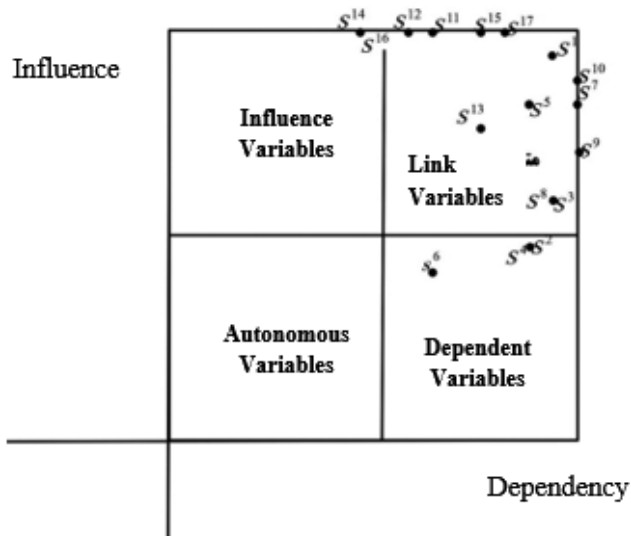 S¹⁴ S¹² S¹¹ S¹⁵ S¹⁷
S¹⁶
S¹
Influence
S¹⁰
S⁷
S⁵
S¹³
Influence
Variables
S⁹
Link
Variables
S⁸ S³
S⁴ S²
s⁶
Autonomous
Variables
Dependent
Variables
Dependency